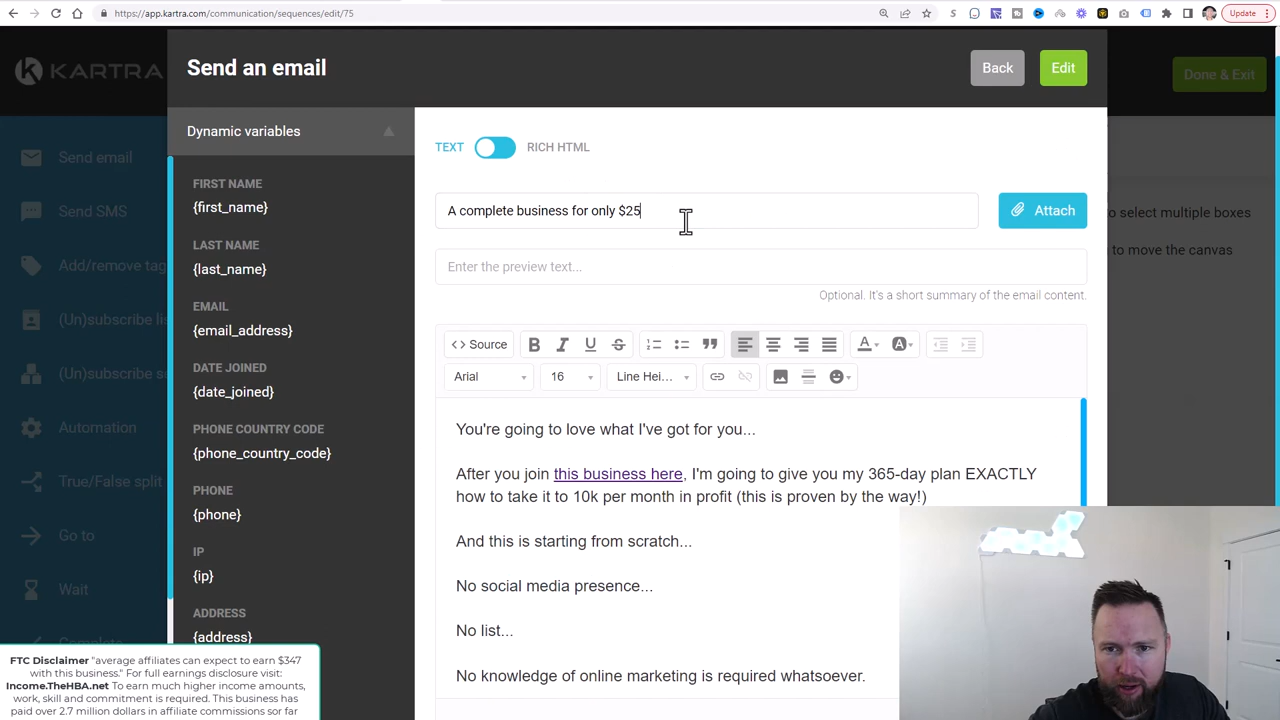 https://app.kartra.com/communication/sequences/edit/75
Update
KARTRA
Send an email
Back
Edit
Done & Exit
Dynamic variables
Send email
Send SMS
Add/remove tag
(Un)subscribe lis
(Un)subscribe se
Automation
True/False split
Go to
Wait
Complete
FIRST NAME
{first_name}
LAST NAME
{last_name}
EMAIL
{email_address}
DATE JOINED
{date_joined}
PHONE COUNTRY CODE
{phone_country_code}
PHONE
{phone}
IP
{ip}
ADDRESS
{address}
TEXT
RICH HTML
A complete business for only $25
Attach
to select multiple boxes
to move the canvas
Enter the preview text...
Optional. It's a short summary of the email content.
Source
Arial
16
Line Hei...
You're going to love what I've got for you...
After you join this business here, I'm going to give you my 365-day plan EXACTLY
how to take it to 10k per month in profit (this is proven by the way!)
And this is starting from scratch...
No social media presence...
No list...
No knowledge of online marketing is required whatsoever.
FTC Disclaimer "average affiliates can expect to earn $347
with this business." For full earnings disclosure visit:
Income.TheHBA.net To earn much higher income amounts,
work, skill and commitment is required. This business has
paid over 2.7 million dollars in affiliate commissions sor far